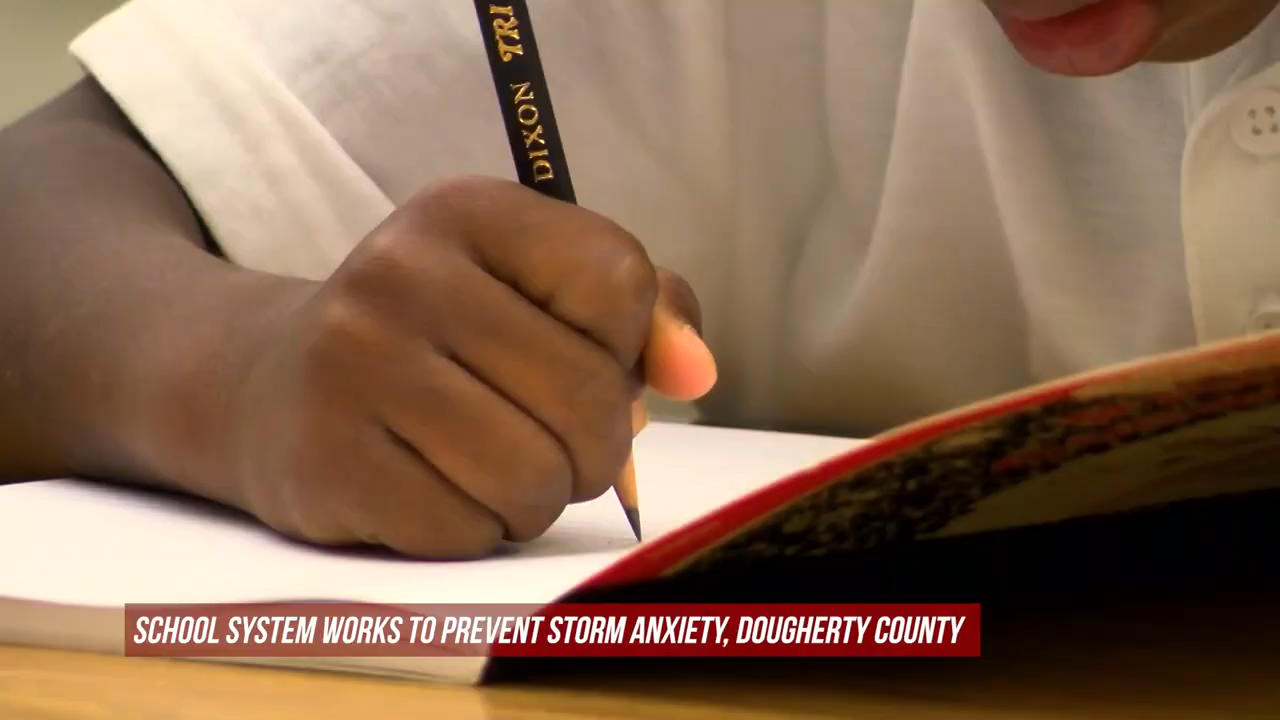 DIXON TRI
SCHOOL SYSTEM WORKS TO PREVENT STORM ANXIETY, DOUGHERTY COUNTY